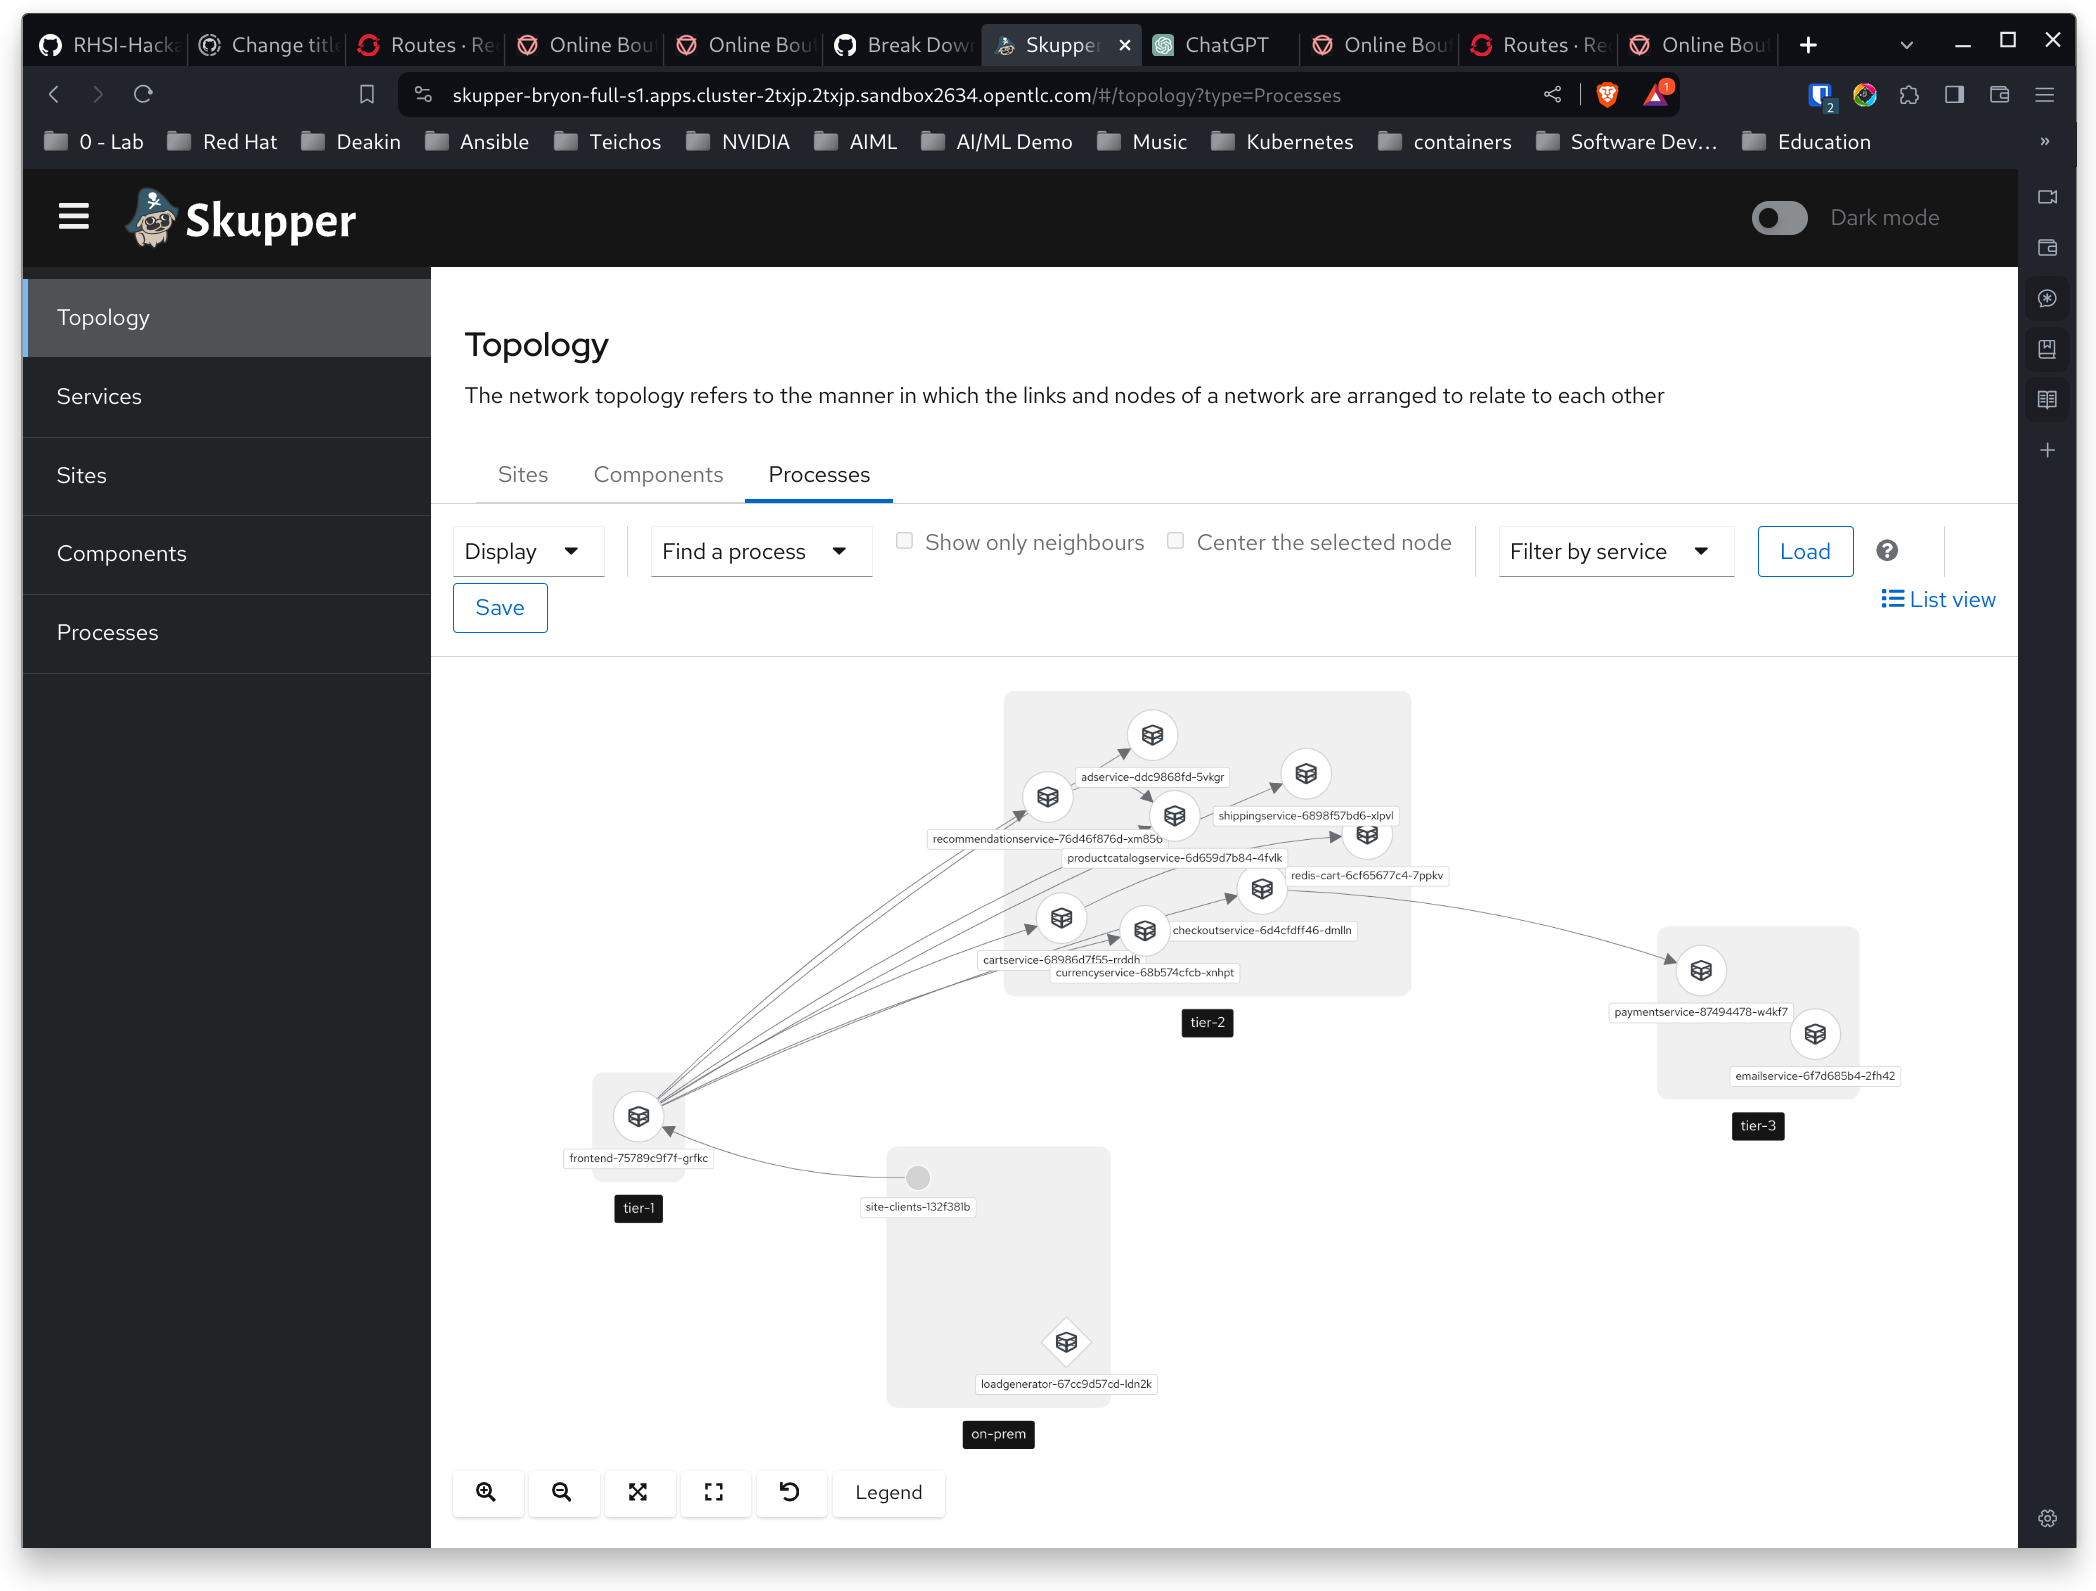 RHSI-Hacka
Change title
Routes · Re
Online Bou
Online Bou
Break Dow
Skupper
ChatGPT
Online Bou
Routes · Re
Online Bou
skupper-bryon-full-s1.apps.cluster-2txjp.2txjp.sandbox2634.opentlc.com/#/topology?type=Processes
1
2
0 - Lab
Red Hat
Deakin
Ansible
Teichos
NVIDIA
AIML
AI/ML Demo
Music
Kubernetes
containers
Software Dev...
Education
»
Skupper
Dark mode
Topology
Services
Sites
Components
Processes
Topology
The network topology refers to the manner in which the links and nodes of a network are arranged to relate to each other
Sites
Components
Processes
Display
Find a process
Show only neighbours
Center the selected node
Filter by service
Load
Save
List view
adservice-ddc9868fd-5vkgr
shippingservice-6898f57bd6-xlpvl
recommendationservice-76d46f876d-xm856
productcatalogservice-6d659d7b84-4fvlk
redis-cart-6cf65677c4-7ppkv
checkoutservice-6d4cfdff46-dmlln
cartservice-68986d7f55-rrddh
currencyservice-68b574cfcb-xnhpt
tier-2
paymentservice-87494478-w4kf7
emailservice-6f7d685b4-2fh42
tier-3
frontend-75789c9f7f-grfkc
tier-1
site-clients-132f381b
loadgenerator-67cc9d57cd-ldn2k
on-prem
Legend